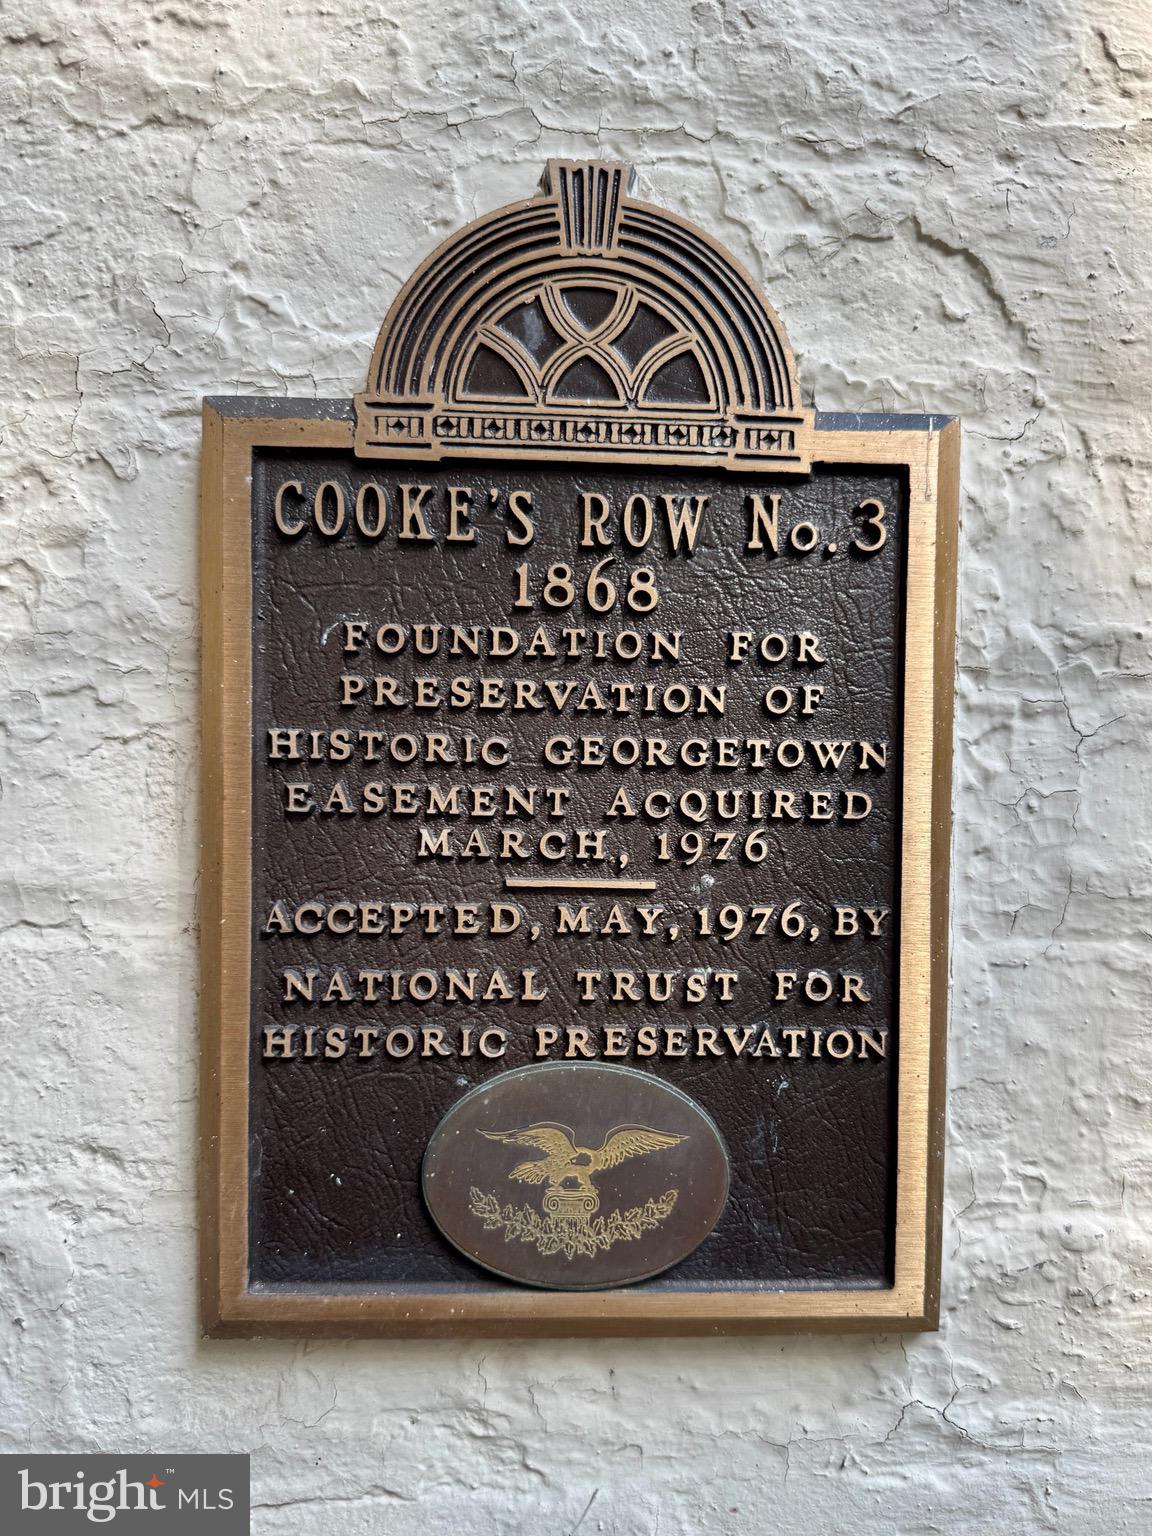 COOKE'S ROW No. 3
1868
FOUNDATION FOR
PRESERVATION OF
HISTORIC GEORGETOWN
EASEMENT ACQUIRED
MARCH, 1976
ACCEPTED, MAY, 1976, BY
NATIONAL TRUST FOR
HISTORIC PRESERVATION
bright™ MLS